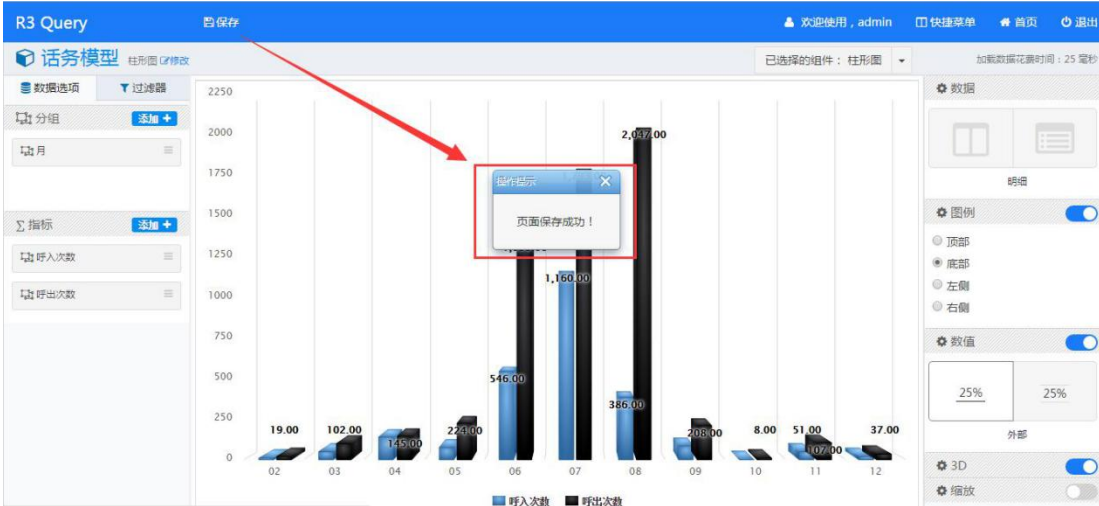 R3 Query 保存 欢迎使用，admin 快捷菜单 首页 退出
话务模型 柱形图 修改 已选择的组件： 柱形图 加载数据花费时间：25 毫秒
数据选项 过滤器
分组 添加
月
∑ 指标 添加
呼入次数
呼出次数
2250
2000
1750
1500
1250
1000
750
500
250
0
2,047.00
操作提示
页面保存成功！
1,160.00
546.00
386.00
19.00 102.00 145.00 224.00 208.00 8.00 51.00 107.00 37.00
02 03 04 05 06 07 08 09 10 11 12
呼入次数 呼出次数
数据
明细
图例
顶部
底部
左侧
右侧
数值
25% 25%
外部
3D
缩放